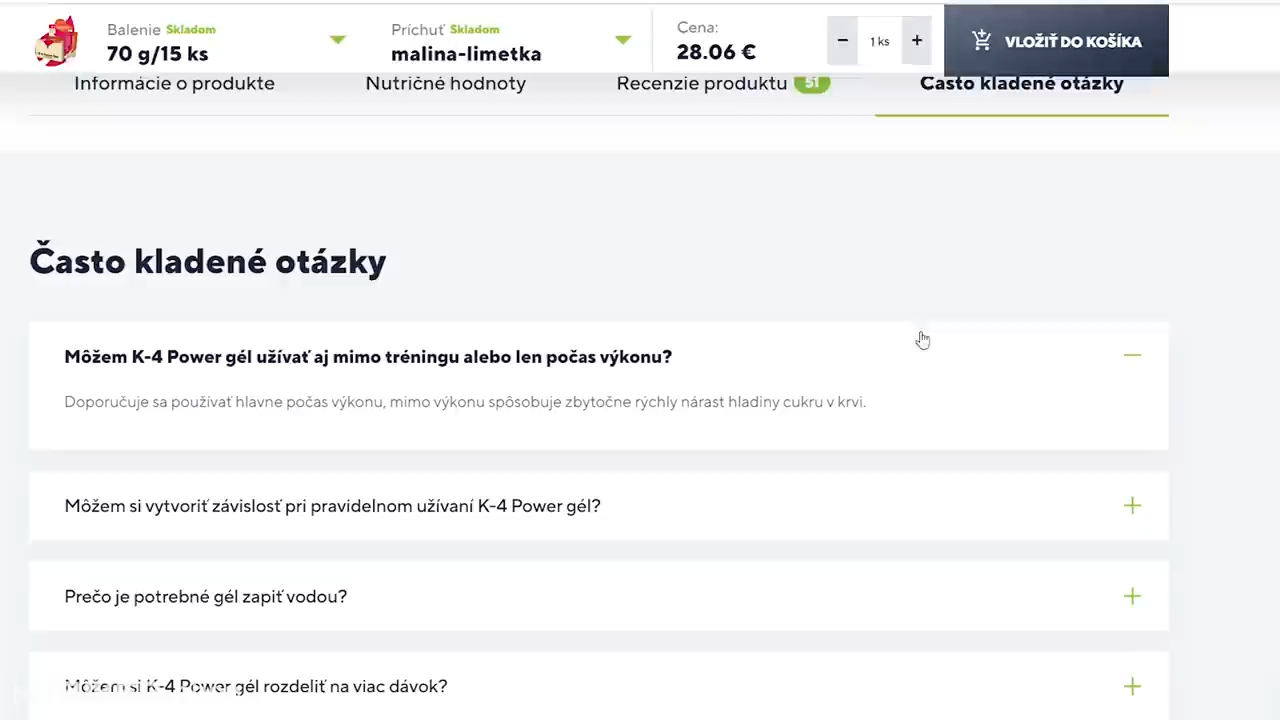 Balenie Skladom
70 g/15 ks
Príchuť Skladom
malina-limetka
Cena:
28.06 €
− 1 ks +
VLOŽIŤ DO KOŠÍKA
Informácie o produkte
Nutričné hodnoty
Recenzie produktu 51
Často kladené otázky
Často kladené otázky
Môžem K-4 Power gél užívať aj mimo tréningu alebo len počas výkonu?
Doporučuje sa používať hlavne počas výkonu, mimo výkonu spôsobuje zbytočne rýchly nárast hladiny cukru v krvi.
Môžem si vytvoriť závislosť pri pravidelnom užívaní K-4 Power gél?
Prečo je potrebné gél zapiť vodou?
Môžem si K-4 Power gél rozdeliť na viac dávok?